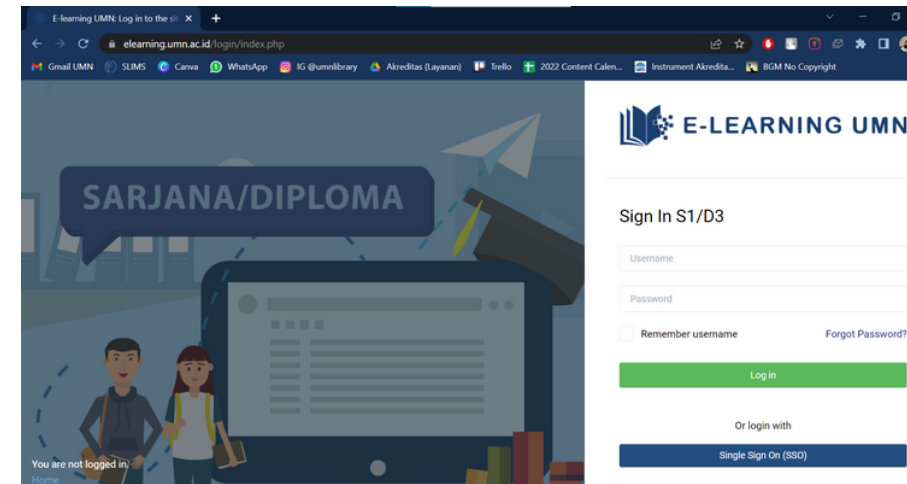 E-learning UMN: Log in to the sit
elearning.umn.ac.id/login/index.php
Gmail UMN SLIMS Canva WhatsApp IG @umnlibrary Akreditas (Layanan) Trello 2022 Content Calen... Instrument Akredita... BGM No Copyright
E-LEARNING UMN
SARJANA/DIPLOMA
Sign In S1/D3
Username
Password
Remember username Forgot Password?
Log in
Or login with
Single Sign On (SSO)
You are not logged in.
Home